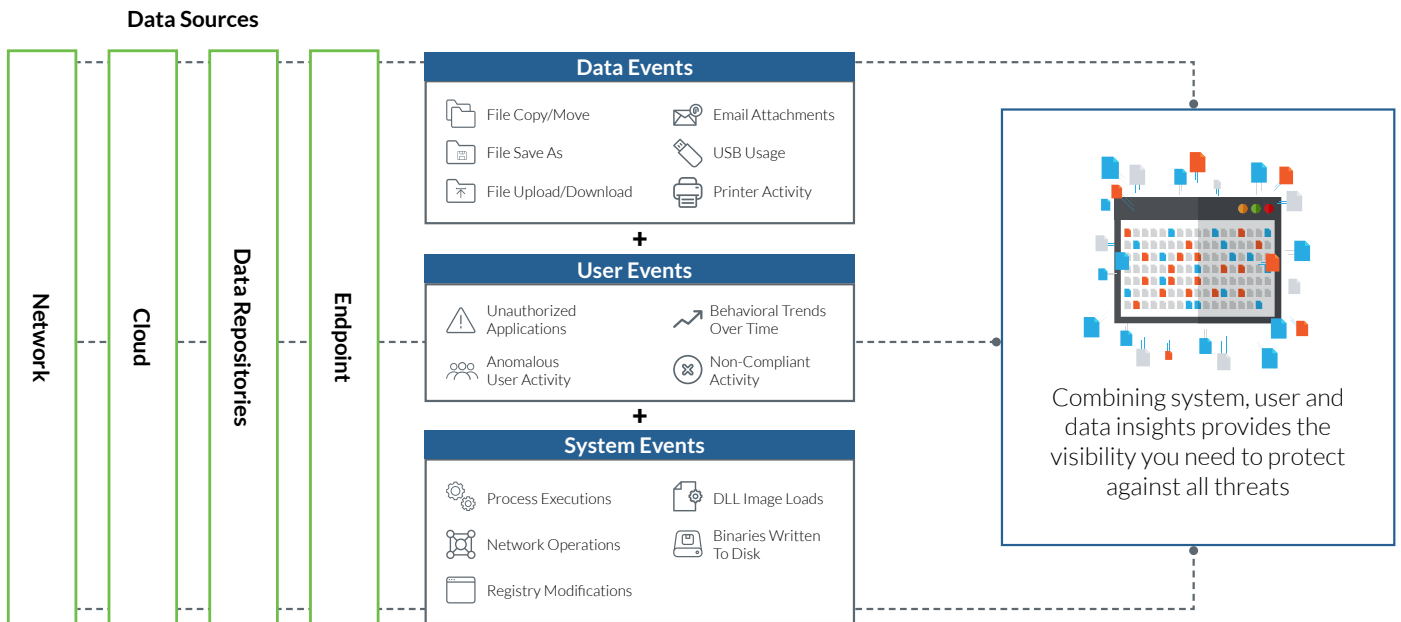 Data Sources
Network
Cloud
Data Repositories
Endpoint
Data Events
File Copy/Move
File Save As
File Upload/Download
Email Attachments
USB Usage
Printer Activity
+
User Events
Unauthorized
Applications
Anomalous
User Activity
Behavioral Trends
Over Time
Non-Compliant
Activity
+
System Events
Process Executions
Network Operations
Registry Modifications
DLL Image Loads
Binaries Written
To Disk
Combining system, user and
data insights provides the
visibility you need to protect
against all threats